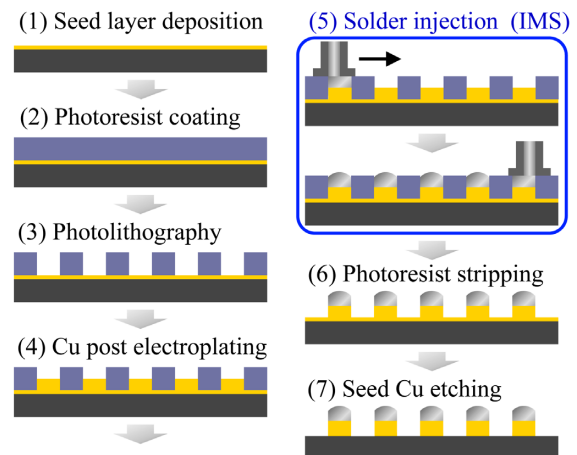 (1) Seed layer deposition
(2) Photoresist coating
(3) Photolithography
(4) Cu post electroplating
(5) Solder injection (IMS)
(6) Photoresist stripping
(7) Seed Cu etching